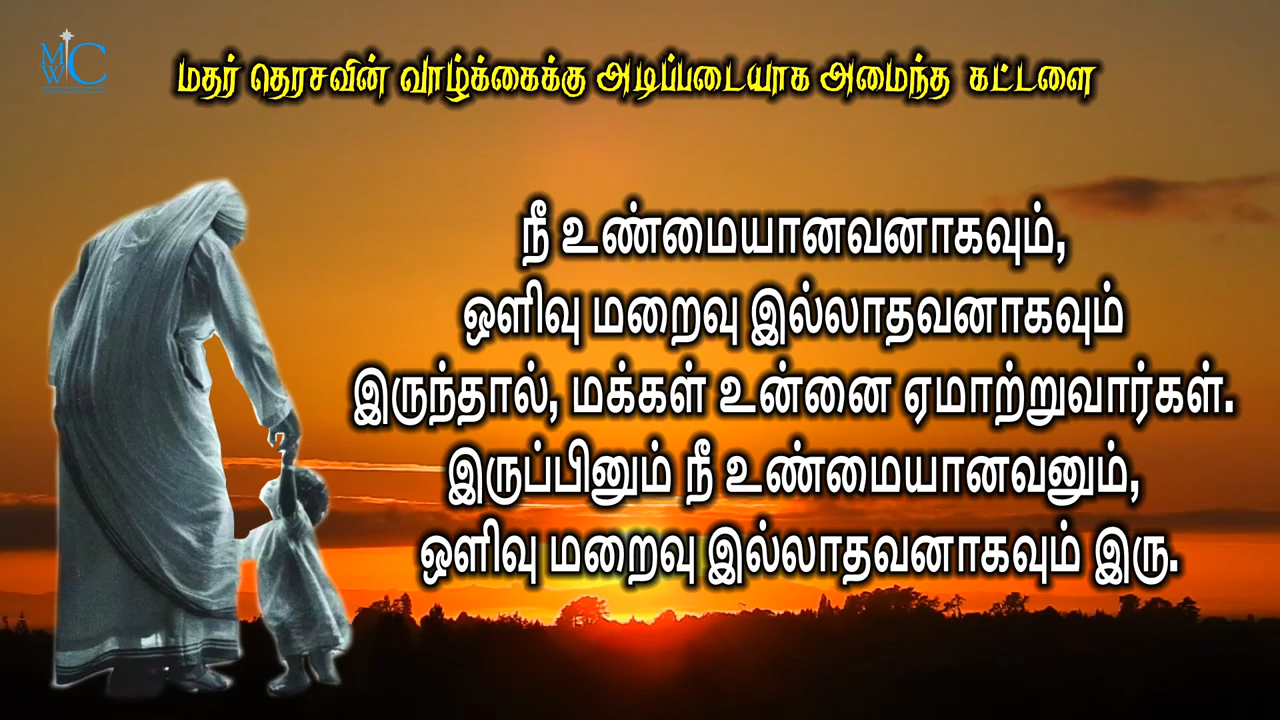 MCW
மதர் தெரசவின் வாழ்க்கைக்கு அடிப்படையாக அமைந்த கட்டளை
நீ உண்மையானவனாகவும்,
ஒளிவு மறைவு இல்லாதவனாகவும்
இருந்தால், மக்கள் உன்னை ஏமாற்றுவார்கள்.
இருப்பினும் நீ உண்மையானவனும்,
ஒளிவு மறைவு இல்லாதவனாகவும் இரு.